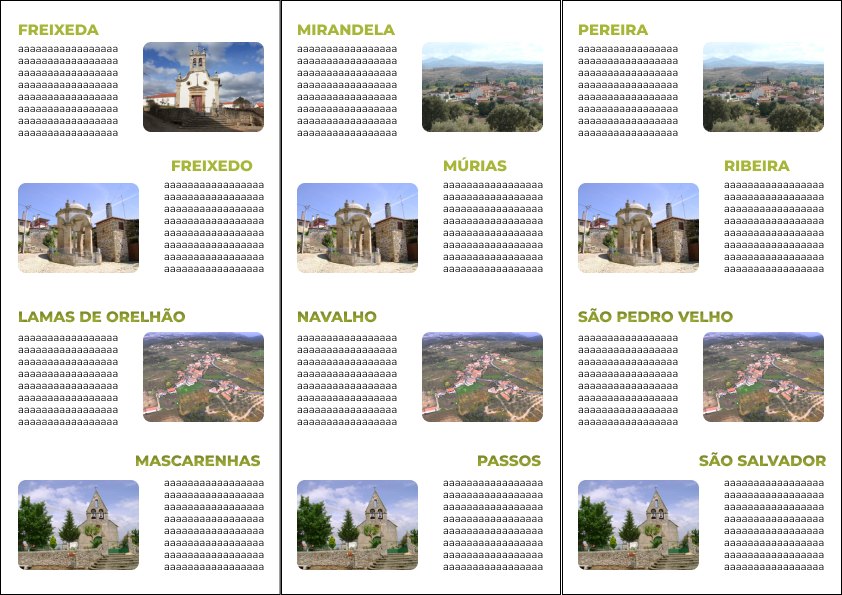 FREIXEDA
aaaaaaaaaaaaaaaaa
aaaaaaaaaaaaaaaaa
aaaaaaaaaaaaaaaaa
aaaaaaaaaaaaaaaaa
aaaaaaaaaaaaaaaaa
aaaaaaaaaaaaaaaaa
aaaaaaaaaaaaaaaaa
aaaaaaaaaaaaaaaaa
FREIXEDO
aaaaaaaaaaaaaaaaa
aaaaaaaaaaaaaaaaa
aaaaaaaaaaaaaaaaa
aaaaaaaaaaaaaaaaa
aaaaaaaaaaaaaaaaa
aaaaaaaaaaaaaaaaa
aaaaaaaaaaaaaaaaa
aaaaaaaaaaaaaaaaa
LAMAS DE ORELHÃO
aaaaaaaaaaaaaaaaa
aaaaaaaaaaaaaaaaa
aaaaaaaaaaaaaaaaa
aaaaaaaaaaaaaaaaa
aaaaaaaaaaaaaaaaa
aaaaaaaaaaaaaaaaa
aaaaaaaaaaaaaaaaa
aaaaaaaaaaaaaaaaa
MASCARENHAS
aaaaaaaaaaaaaaaaa
aaaaaaaaaaaaaaaaa
aaaaaaaaaaaaaaaaa
aaaaaaaaaaaaaaaaa
aaaaaaaaaaaaaaaaa
aaaaaaaaaaaaaaaaa
aaaaaaaaaaaaaaaaa
aaaaaaaaaaaaaaaaa
MIRANDELA
aaaaaaaaaaaaaaaaa
aaaaaaaaaaaaaaaaa
aaaaaaaaaaaaaaaaa
aaaaaaaaaaaaaaaaa
aaaaaaaaaaaaaaaaa
aaaaaaaaaaaaaaaaa
aaaaaaaaaaaaaaaaa
aaaaaaaaaaaaaaaaa
MÚRIAS
aaaaaaaaaaaaaaaaa
aaaaaaaaaaaaaaaaa
aaaaaaaaaaaaaaaaa
aaaaaaaaaaaaaaaaa
aaaaaaaaaaaaaaaaa
aaaaaaaaaaaaaaaaa
aaaaaaaaaaaaaaaaa
aaaaaaaaaaaaaaaaa
NAVALHO
aaaaaaaaaaaaaaaaa
aaaaaaaaaaaaaaaaa
aaaaaaaaaaaaaaaaa
aaaaaaaaaaaaaaaaa
aaaaaaaaaaaaaaaaa
aaaaaaaaaaaaaaaaa
aaaaaaaaaaaaaaaaa
aaaaaaaaaaaaaaaaa
PASSOS
aaaaaaaaaaaaaaaaa
aaaaaaaaaaaaaaaaa
aaaaaaaaaaaaaaaaa
aaaaaaaaaaaaaaaaa
aaaaaaaaaaaaaaaaa
aaaaaaaaaaaaaaaaa
aaaaaaaaaaaaaaaaa
aaaaaaaaaaaaaaaaa
PEREIRA
aaaaaaaaaaaaaaaaa
aaaaaaaaaaaaaaaaa
aaaaaaaaaaaaaaaaa
aaaaaaaaaaaaaaaaa
aaaaaaaaaaaaaaaaa
aaaaaaaaaaaaaaaaa
aaaaaaaaaaaaaaaaa
aaaaaaaaaaaaaaaaa
RIBEIRA
aaaaaaaaaaaaaaaaa
aaaaaaaaaaaaaaaaa
aaaaaaaaaaaaaaaaa
aaaaaaaaaaaaaaaaa
aaaaaaaaaaaaaaaaa
aaaaaaaaaaaaaaaaa
aaaaaaaaaaaaaaaaa
aaaaaaaaaaaaaaaaa
SÃO PEDRO VELHO
aaaaaaaaaaaaaaaaa
aaaaaaaaaaaaaaaaa
aaaaaaaaaaaaaaaaa
aaaaaaaaaaaaaaaaa
aaaaaaaaaaaaaaaaa
aaaaaaaaaaaaaaaaa
aaaaaaaaaaaaaaaaa
aaaaaaaaaaaaaaaaa
SÃO SALVADOR
aaaaaaaaaaaaaaaaa
aaaaaaaaaaaaaaaaa
aaaaaaaaaaaaaaaaa
aaaaaaaaaaaaaaaaa
aaaaaaaaaaaaaaaaa
aaaaaaaaaaaaaaaaa
aaaaaaaaaaaaaaaaa
aaaaaaaaaaaaaaaaa